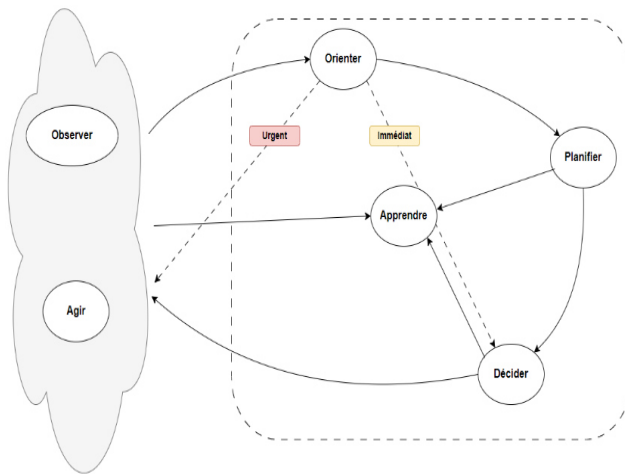 Orienter
Observer
Urgent
Immédiat
Planifier
Apprendre
Agir
Décider